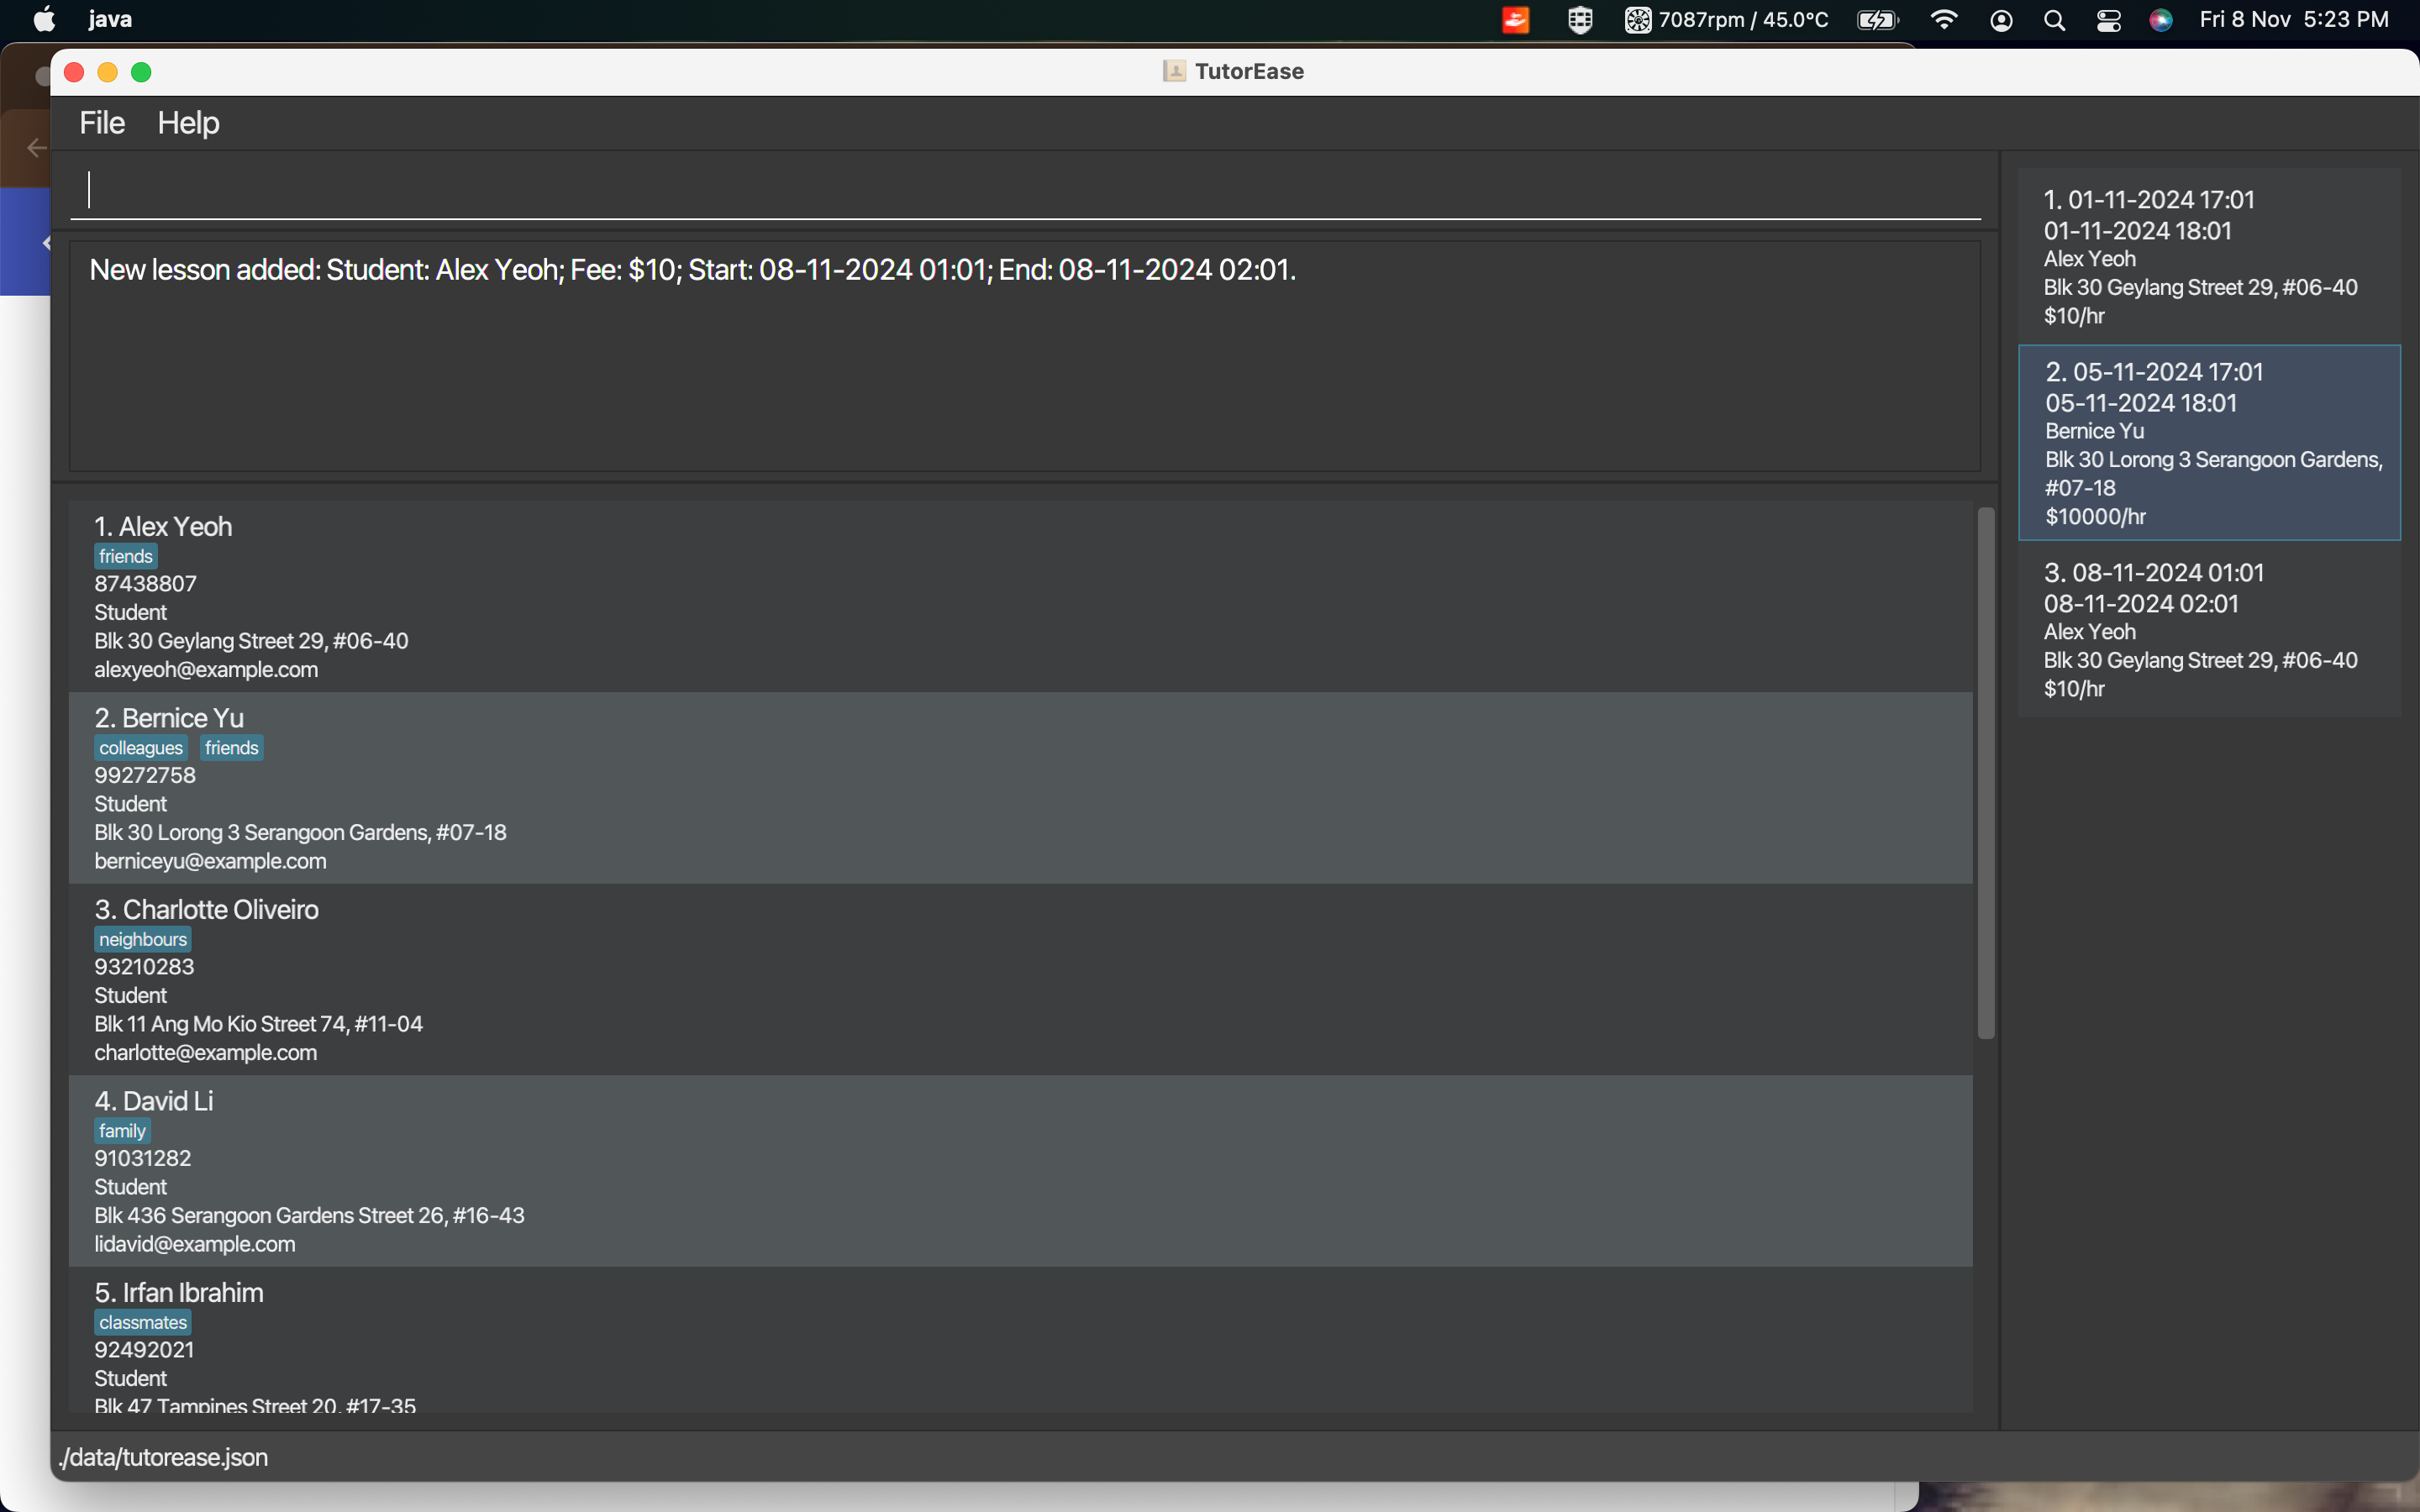 java
7087rpm / 45.0°C
Fri 8 Nov 5:23 PM
TutorEase
File Help
New lesson added: Student: Alex Yeoh; Fee: $10; Start: 08-11-2024 01:01; End: 08-11-2024 02:01.
1. Alex Yeoh
friends
87438807
Student
Blk 30 Geylang Street 29, #06-40
alexyeoh@example.com
2. Bernice Yu
colleagues friends
99272758
Student
Blk 30 Lorong 3 Serangoon Gardens, #07-18
berniceyu@example.com
3. Charlotte Oliveiro
neighbours
93210283
Student
Blk 11 Ang Mo Kio Street 74, #11-04
charlotte@example.com
4. David Li
family
91031282
Student
Blk 436 Serangoon Gardens Street 26, #16-43
lidavid@example.com
5. Irfan Ibrahim
classmates
92492021
Student
Blk 47 Tampines Street 20, #17-35
1. 01-11-2024 17:01
01-11-2024 18:01
Alex Yeoh
Blk 30 Geylang Street 29, #06-40
$10/hr
2. 05-11-2024 17:01
05-11-2024 18:01
Bernice Yu
Blk 30 Lorong 3 Serangoon Gardens,
#07-18
$10000/hr
3. 08-11-2024 01:01
08-11-2024 02:01
Alex Yeoh
Blk 30 Geylang Street 29, #06-40
$10/hr
./data/tutorease.json